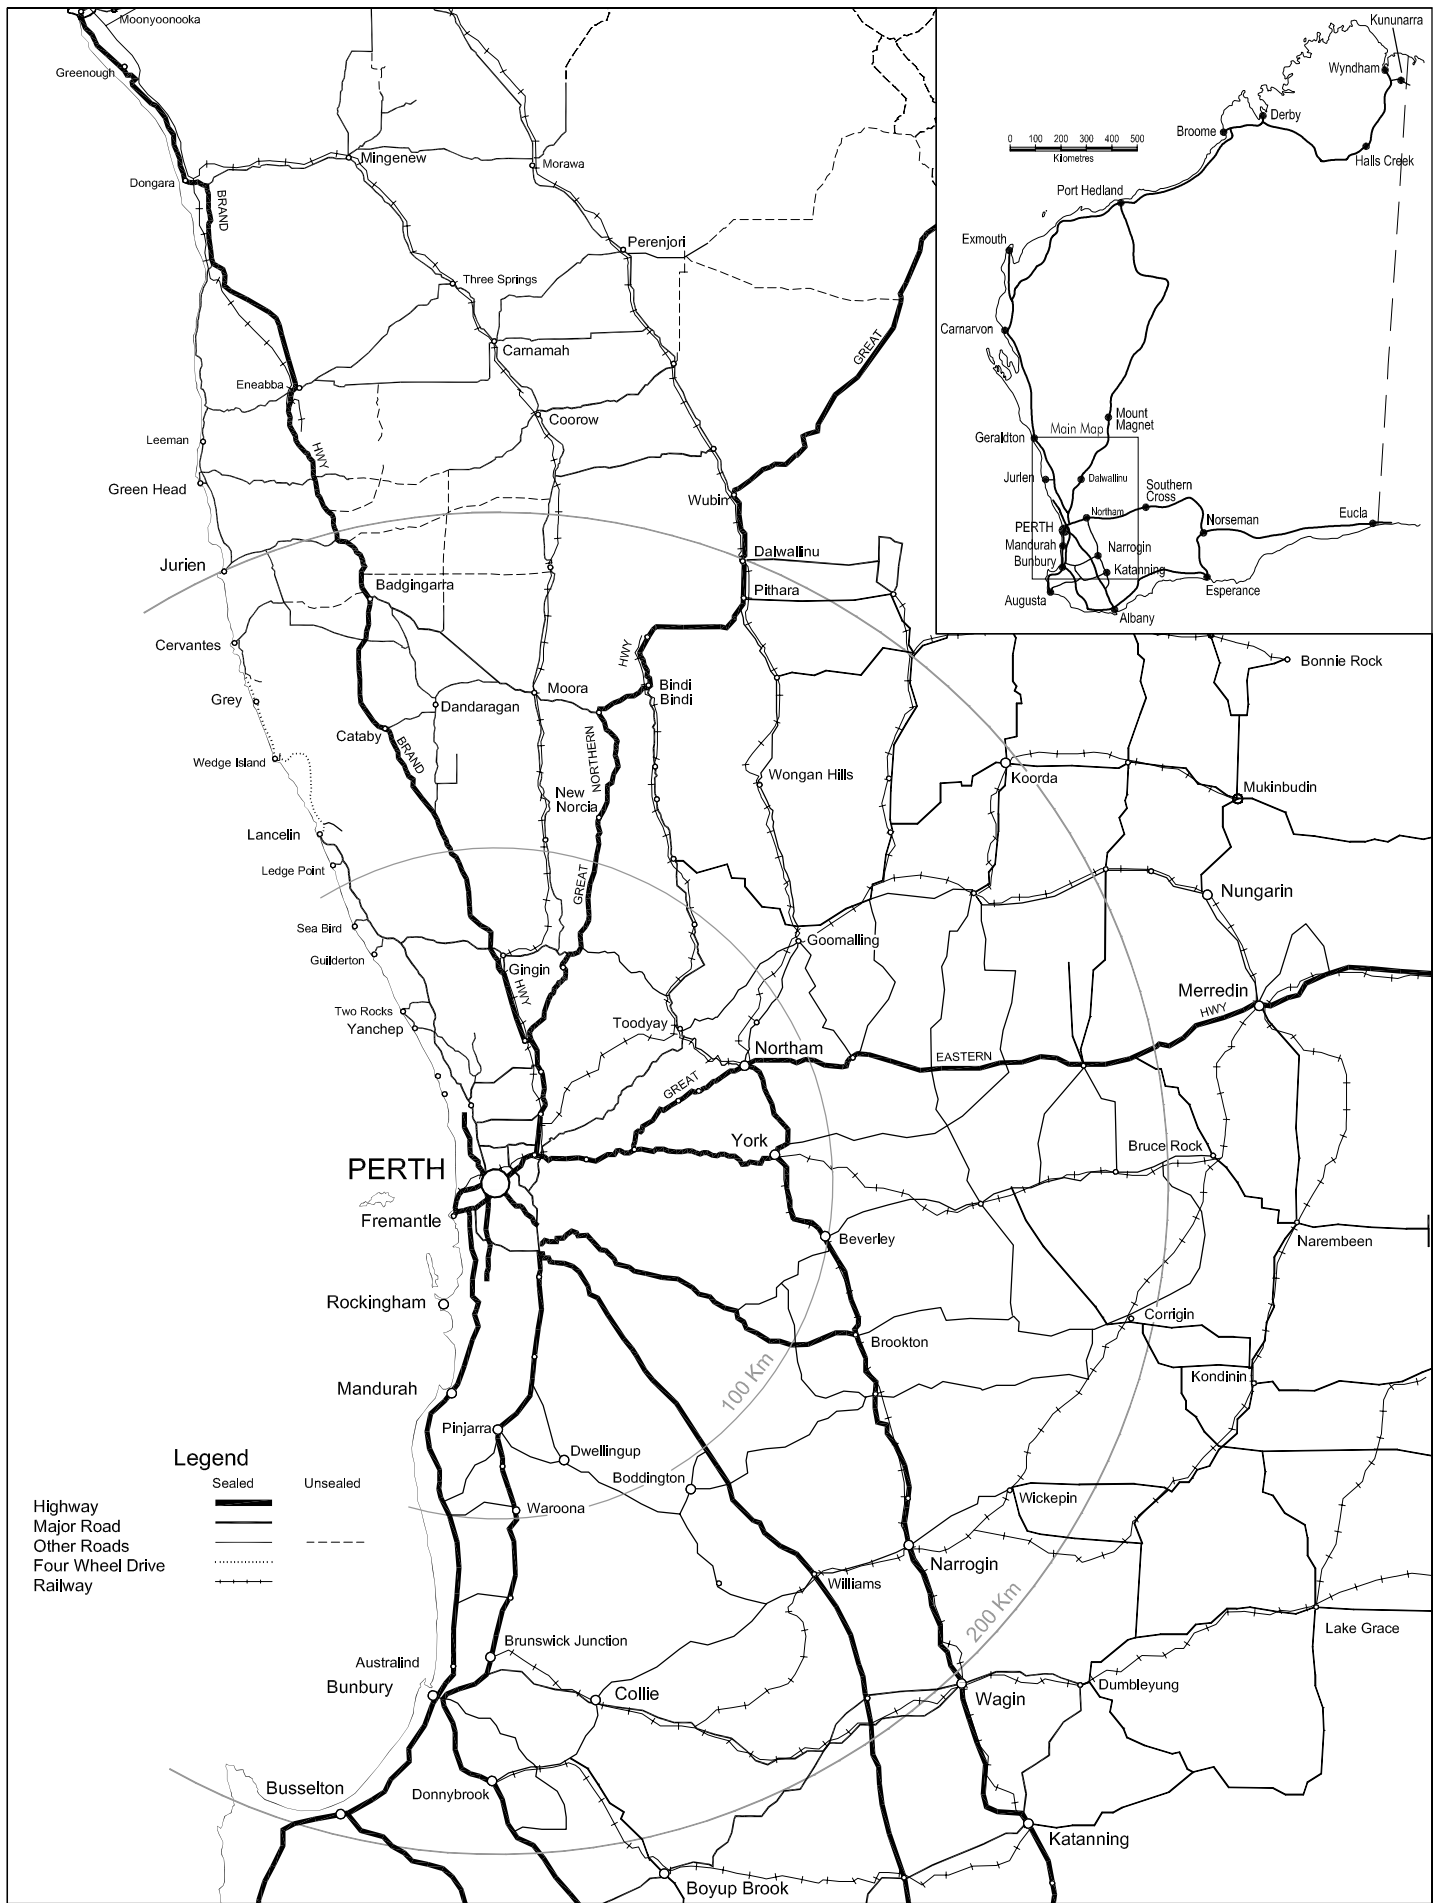 Moonyoonooka
Greenough
Dongara
BRAND
Mingenew
Morawa
Perenjori
Three Springs
Carnamah
GREAT
Eneabba
Coorow
Leeman
HWY
Green Head
Wubin
Jurien
Dalwallinu
Badgingarra
Pithara
Cervantes
HWY
Bindi
Bindi
Moora
Grey
Dandaragan
Cataby
BRAND
NORTHERN
Wedge Island
Wongan Hills
New
Norcia
Koorda
Mukinbudin
Bonnie Rock
Lancelin
Ledge Point
GREAT
Nungarin
Sea Bird
Guilderton
Goomalling
Gingin
HWY
Merredin
HWY
Two Rocks
Yanchep
Toodyay
Northam
EASTERN
GREAT
York
Bruce Rock
PERTH
Fremantle
Beverley
Narembeen
Rockingham
Corrigin
Brookton
Mandurah
100 Km
Kondinin
Pinjarra
Dwellingup
Boddington
Wickepin
Waroona
Narrogin
Williams
200 Km
Lake Grace
Brunswick Junction
Australind
Bunbury
Collie
Wagin
Dumbleyung
Busselton
Donnybrook
Katanning
Boyup Brook
Legend
Sealed Unsealed
Highway
Major Road
Other Roads
Four Wheel Drive
Railway
Kununurra
Wyndham
Derby
Broome
Halls Creek
0 100 200 300 400 500
Kilometres
Port Hedland
Exmouth
Carnarvon
Mount
Magnet
Main Map
Geraldton
Jurien
Dalwallinu
Southern
Cross
Northam
Eucla
PERTH
Norseman
Mandurah
Narrogin
Bunbury
Katanning
Esperance
Augusta
Albany